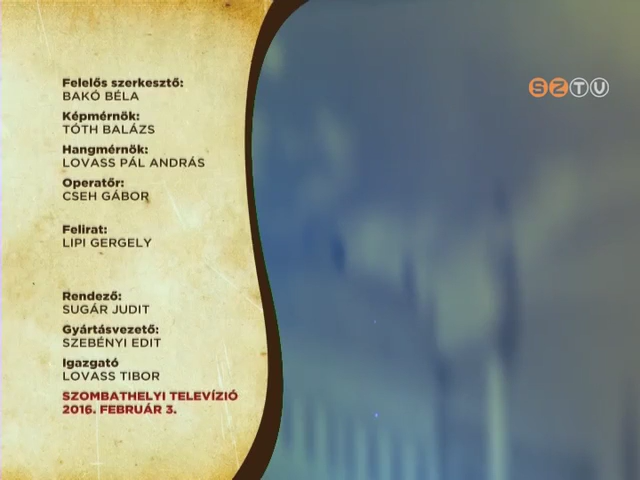 Felelős szerkesztő:
BAKÓ BÉLA
Képmérnök:
TÓTH BALÁZS
Hangmérnök:
LOVASS PÁL ANDRÁS
Operatőr:
CSEH GÁBOR
Felirat:
LIPI GERGELY
Rendező:
SUGÁR JUDIT
Gyártásvezető:
SZEBÉNYI EDIT
Igazgató
LOVASS TIBOR
SZOMBATHELYI TELEVÍZIÓ
2016. FEBRUÁR 3.
SZTV